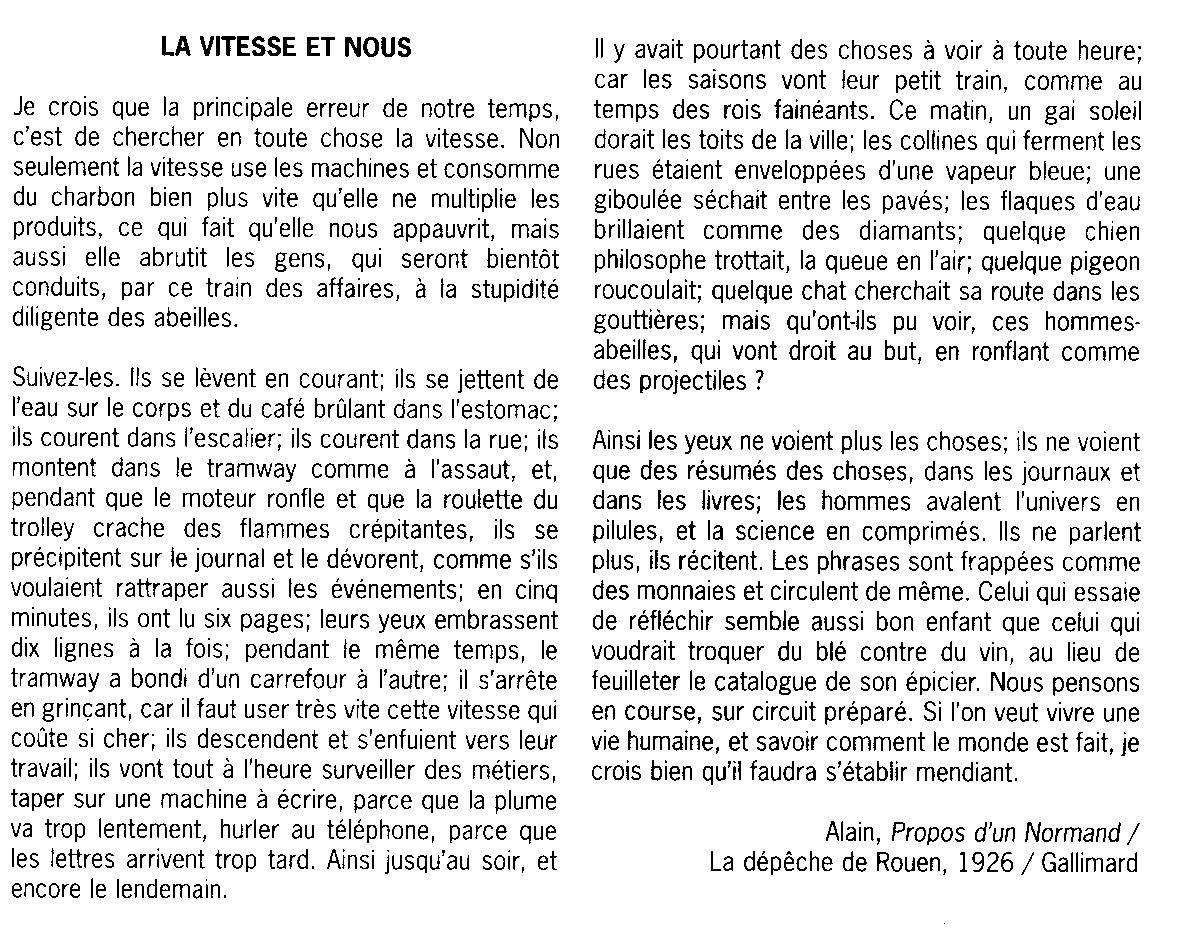 LA VITESSE ET NOUS
Je crois que la principale erreur de notre temps,
c'est de chercher en toute chose la vitesse. Non
seulement la vitesse use les machines et consomme
du charbon bien plus vite qu'elle ne multiplie les
produits, ce qui fait qu'elle nous appauvrit, mais
aussi elle abrutit les gens, qui seront bientôt
conduits, par ce train des affaires, à la stupidité
diligente des abeilles.
Suivez-les. Ils se lèvent en courant; ils se jettent de
l'eau sur le corps et du café brûlant dans l'estomac;
ils courent dans l'escalier; ils courent dans la rue; ils
montent dans le tramway comme à l'assaut, et,
pendant que le moteur ronfle et que la roulette du
trolley crache des flammes crépitantes, ils se
précipitent sur le journal et le dévorent, comme s'ils
voulaient rattraper aussi les événements; en cinq
minutes, ils ont lu six pages; leurs yeux embrassent
dix lignes à la fois; pendant le même temps, le
tramway a bondi d'un carrefour à l'autre; il s'arrête
en grinçant, car il faut user très vite cette vitesse qui
coûte si cher; ils descendent et s'enfuient vers leur
travail; ils vont tout à l'heure surveiller des métiers,
taper sur une machine à écrire, parce que la plume
va trop lentement, hurler au téléphone, parce que
les lettres arrivent trop tard. Ainsi jusqu'au soir, et
encore le lendemain.
Il y avait pourtant des choses à voir à toute heure;
car les saisons vont leur petit train, comme au
temps des rois fainéants. Ce matin, un gai soleil
dorait les toits de la ville; les collines qui ferment les
rues étaient enveloppées d'une vapeur bleue; une
giboulée séchait entre les pavés; les flaques d'eau
brillaient comme des diamants; quelque chien
philosophe trottait, la queue en l'air; quelque pigeon
roucoulait; quelque chat cherchait sa route dans les
gouttières; mais qu'ont-ils pu voir, ces hommes-
abeilles, qui vont droit au but, en ronflant comme
des projectiles ?
Ainsi les yeux ne voient plus les choses; ils ne voient
que des résumés des choses, dans les journaux et
dans les livres; les hommes avalent l'univers en
pilules, et la science en comprimés. Ils ne parlent
plus, ils récitent. Les phrases sont frappées comme
des monnaies et circulent de même. Celui qui essaie
de réfléchir semble aussi bon enfant que celui qui
voudrait troquer du blé contre du vin, au lieu de
feuilleter le catalogue de son épicier. Nous pensons
en course, sur circuit préparé. Si l'on veut vivre une
vie humaine, et savoir comment le monde est fait, je
crois bien qu'il faudra s'établir mendiant.
Alain, Propos d'un Normand /
La dépêche de Rouen, 1926 / Gallimard